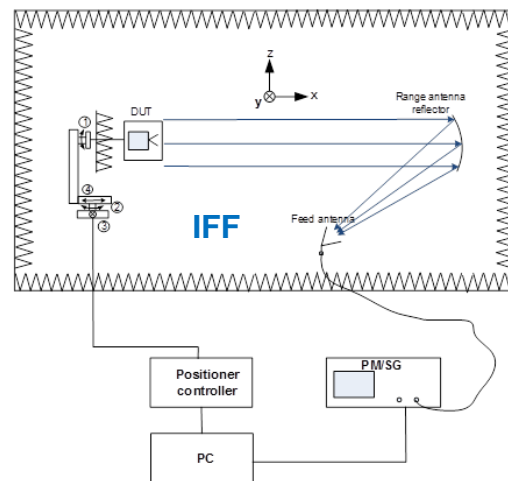 z
y
x
DUT
Range antenna
reflector
①
④
②
③
IFF
Feed antenna
Positioner
controller
PM/SG
PC